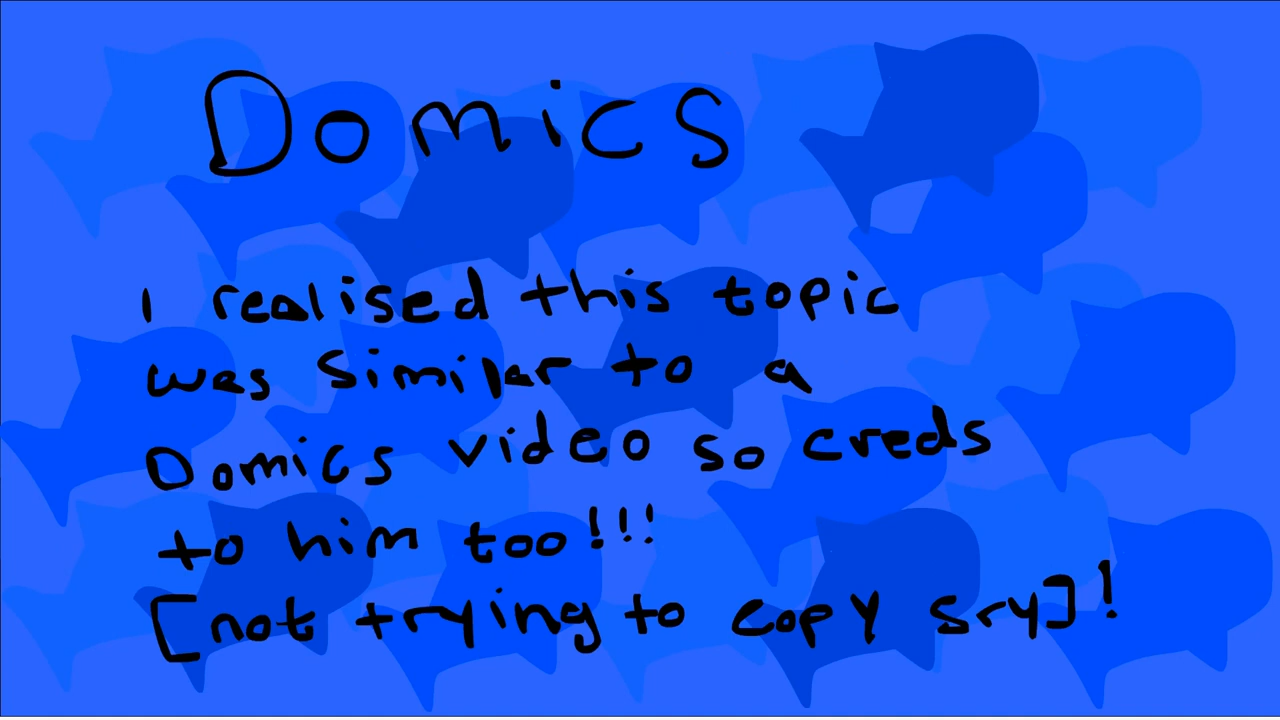 Domics
I realised this topic
was similar to a
Domics video so creds
to him too!!!
[not trying to copy sry]!